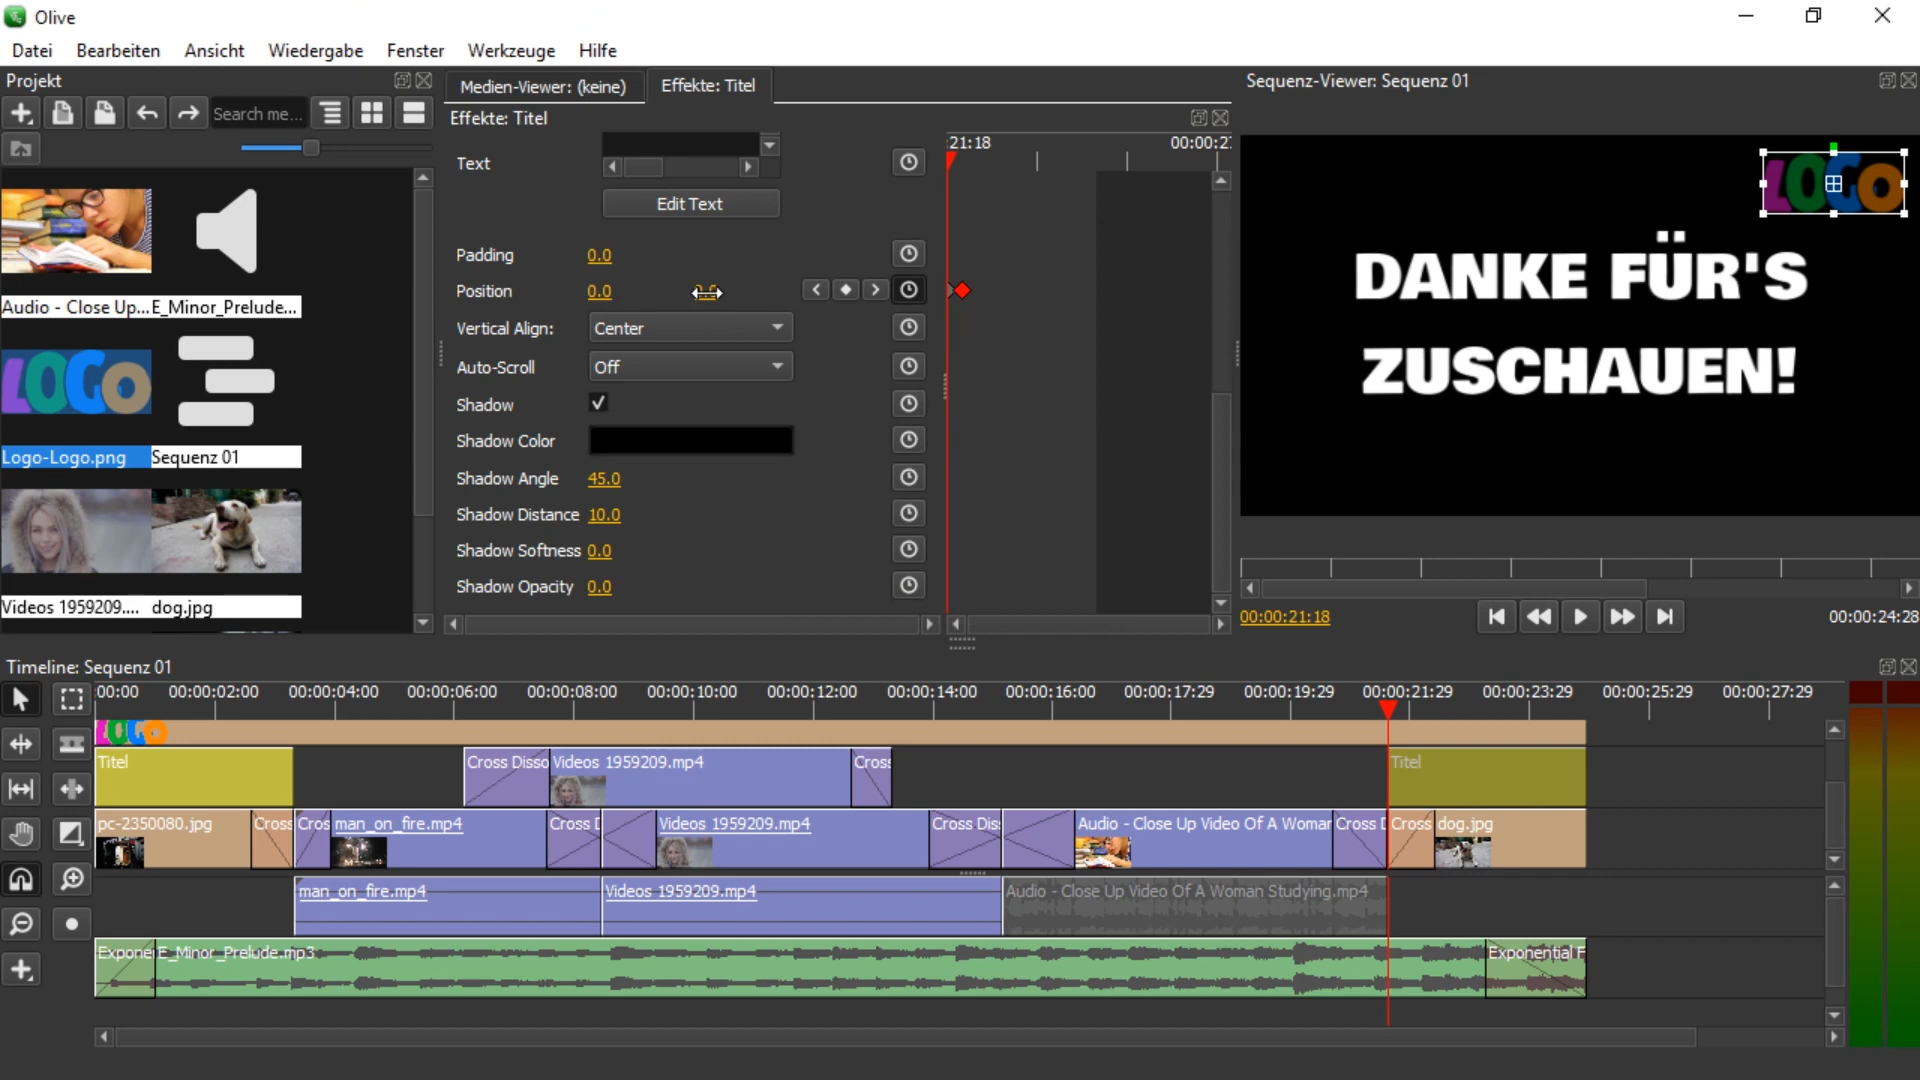 Olive
Datei Bearbeiten Ansicht Wiedergabe Fenster Werkzeuge Hilfe
Projekt
Search me...
Audio - Close Up... E_Minor_Prelude...
LOGO
Logo-Logo.png Sequenz 01
Videos 1959209.... dog.jpg
Medien-Viewer: (keine) Effekte: Titel
Effekte: Titel
Text
Edit Text
Padding 0.0
Position 0.0
Vertical Align: Center
Auto-Scroll Off
Shadow
Shadow Color
Shadow Angle 45.0
Shadow Distance 10.0
Shadow Softness 0.0
Shadow Opacity 0.0
:21:18 00:00:2
Sequenz-Viewer: Sequenz 01
LOGO
DANKE FÜR'S
ZUSCHAUEN!
00:00:21:18 00:00:24:28
Timeline: Sequenz 01
:00:00 00:00:02:00 00:00:04:00 00:00:06:00 00:00:08:00 00:00:10:00 00:00:12:00 00:00:14:00 00:00:16:00 00:00:17:29 00:00:19:29 00:00:21:29 00:00:23:29 00:00:25:29 00:00:27:29
LOGO
Titel Cross Disso Videos 1959209.mp4 Cross Titel
pc-2350080.jpg Cross Cros man_on_fire.mp4 Cross D Videos 1959209.mp4 Cross Dis Audio - Close Up Video Of A Woman Cross D Cross dog.jpg
man_on_fire.mp4 Videos 1959209.mp4 Audio - Close Up Video Of A Woman Studying.mp4
Expone E_Minor_Prelude.mp3 Exponential F